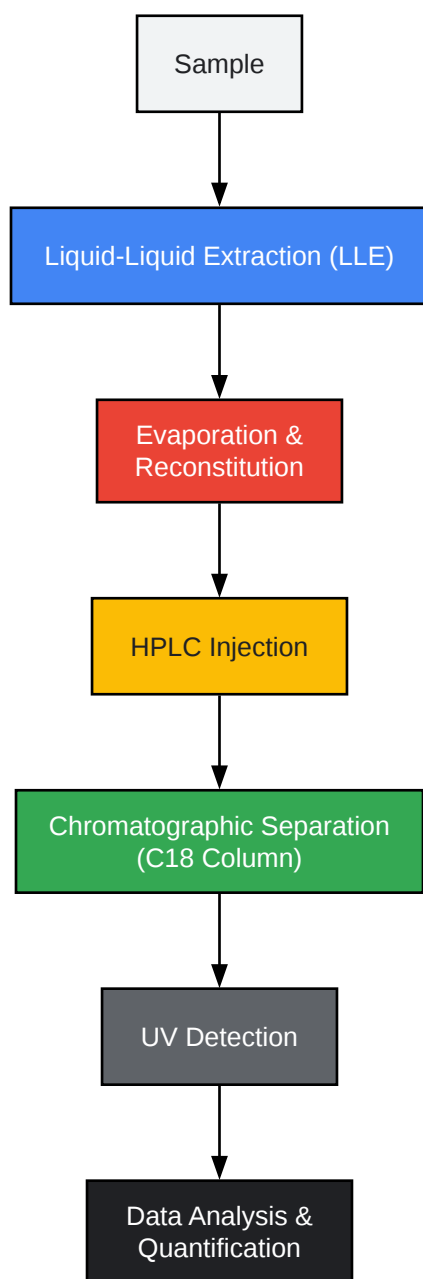 Sample
Liquid-Liquid Extraction (LLE)
Evaporation &
Reconstitution
HPLC Injection
Chromatographic Separation
(C18 Column)
UV Detection
Data Analysis &
Quantification